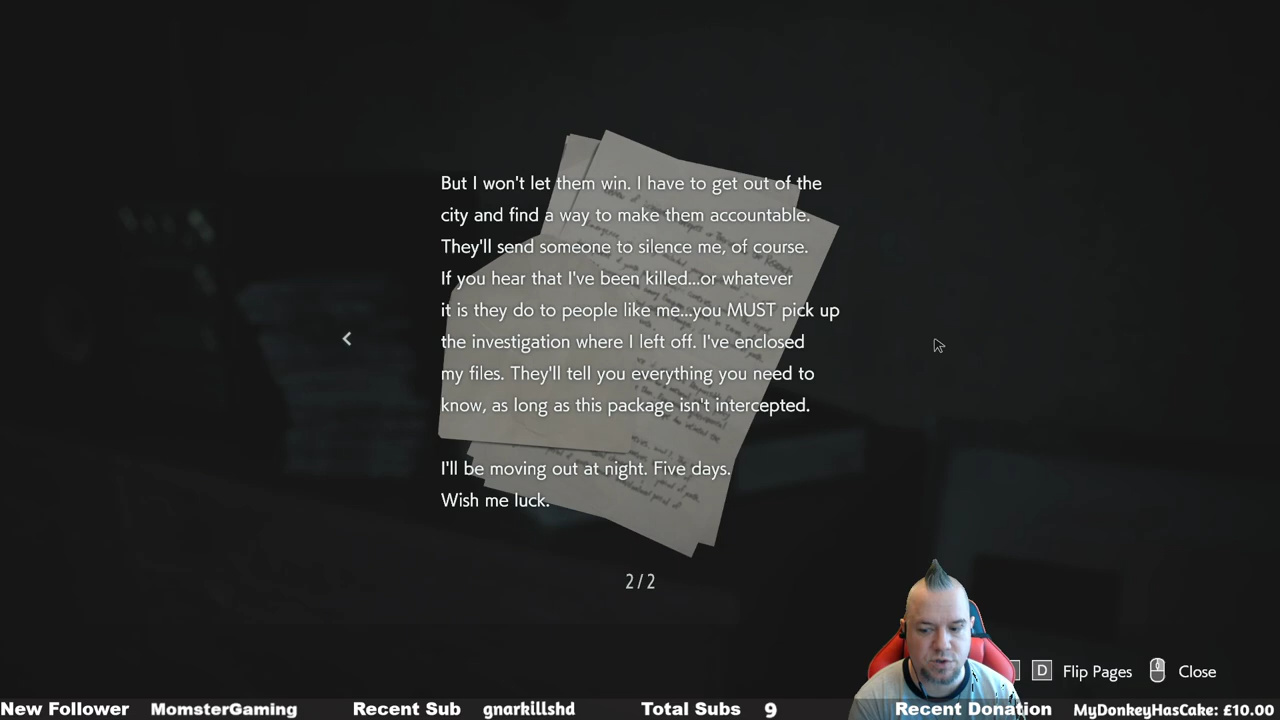 But I won't let them win. I have to get out of the
city and find a way to make them accountable.
They'll send someone to silence me, of course.
If you hear that I've been killed...or whatever
it is they do to people like me...you MUST pick up
the investigation where I left off. I've enclosed
my files. They'll tell you everything you need to
know, as long as this package isn't intercepted.
I'll be moving out at night. Five days.
Wish me luck.
2 / 2
D Flip Pages Close
New Follower MomsterGaming Recent Sub gnarkillshd Total Subs 9 Recent Donation MyDonkeyHasCake: £10.00